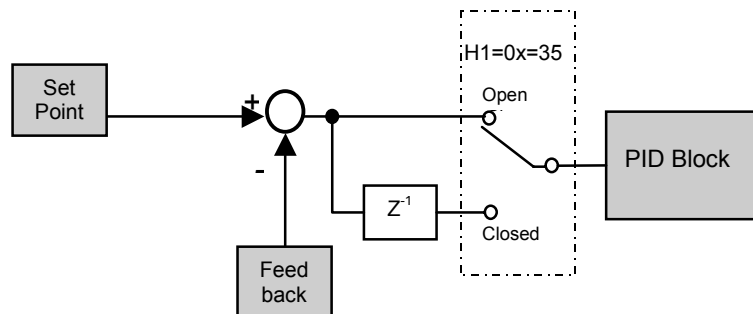 H1=0x=35
Set
Point
+
Open
PID Block
-
Z⁻¹
Closed
Feed
back